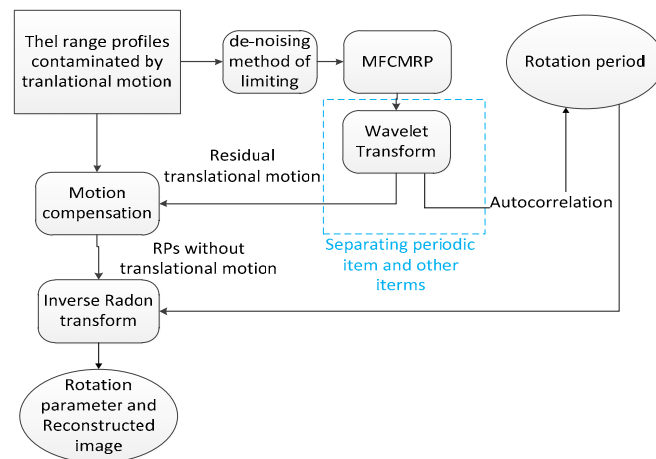 Thel range profiles
contaminated by
tranlational motion
de-noising
method of
limiting
MFCMRP
Rotation period
Wavelet
Transform
Residual
translational motion
Motion
compensation
Autocorrelation
Separating periodic
item and other
iterms
RPs without
translational motion
Inverse Radon
transform
Rotation
parameter and
Reconstructed
image